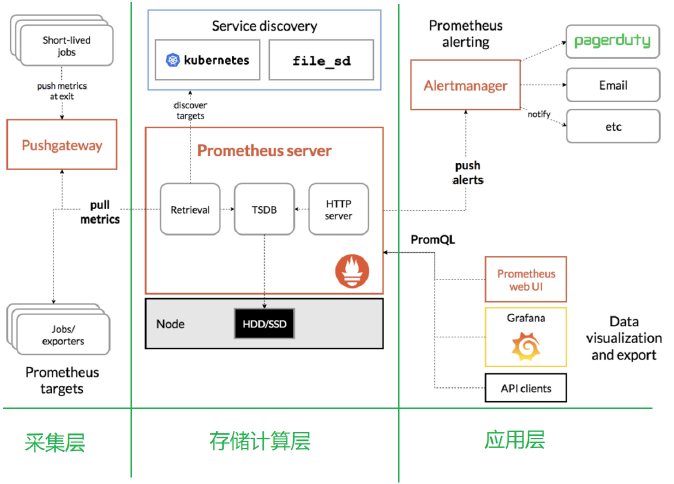 Short-lived
jobs
push metrics
at exit
Pushgateway
pull
metrics
Jobs/
exporters
Prometheus
targets
Service discovery
kubernetes
file_sd
discover
targets
Prometheus server
Retrieval
TSDB
HTTP
server
Node
HDD/SSD
Prometheus
alerting
Alertmanager
pagerduty
Email
etc
notify
push
alerts
PromQL
Prometheus
web UI
Grafana
API clients
Data
visualization
and export
采集层
存储计算层
应用层